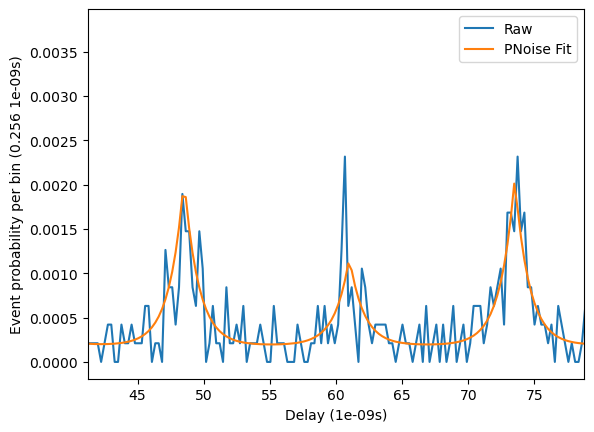 Raw
PNoise Fit
Event probability per bin (0.256 1e-09s)
0.0035
0.0030
0.0025
0.0020
0.0015
0.0010
0.0005
0.0000
45 50 55 60 65 70 75
Delay (1e-09s)